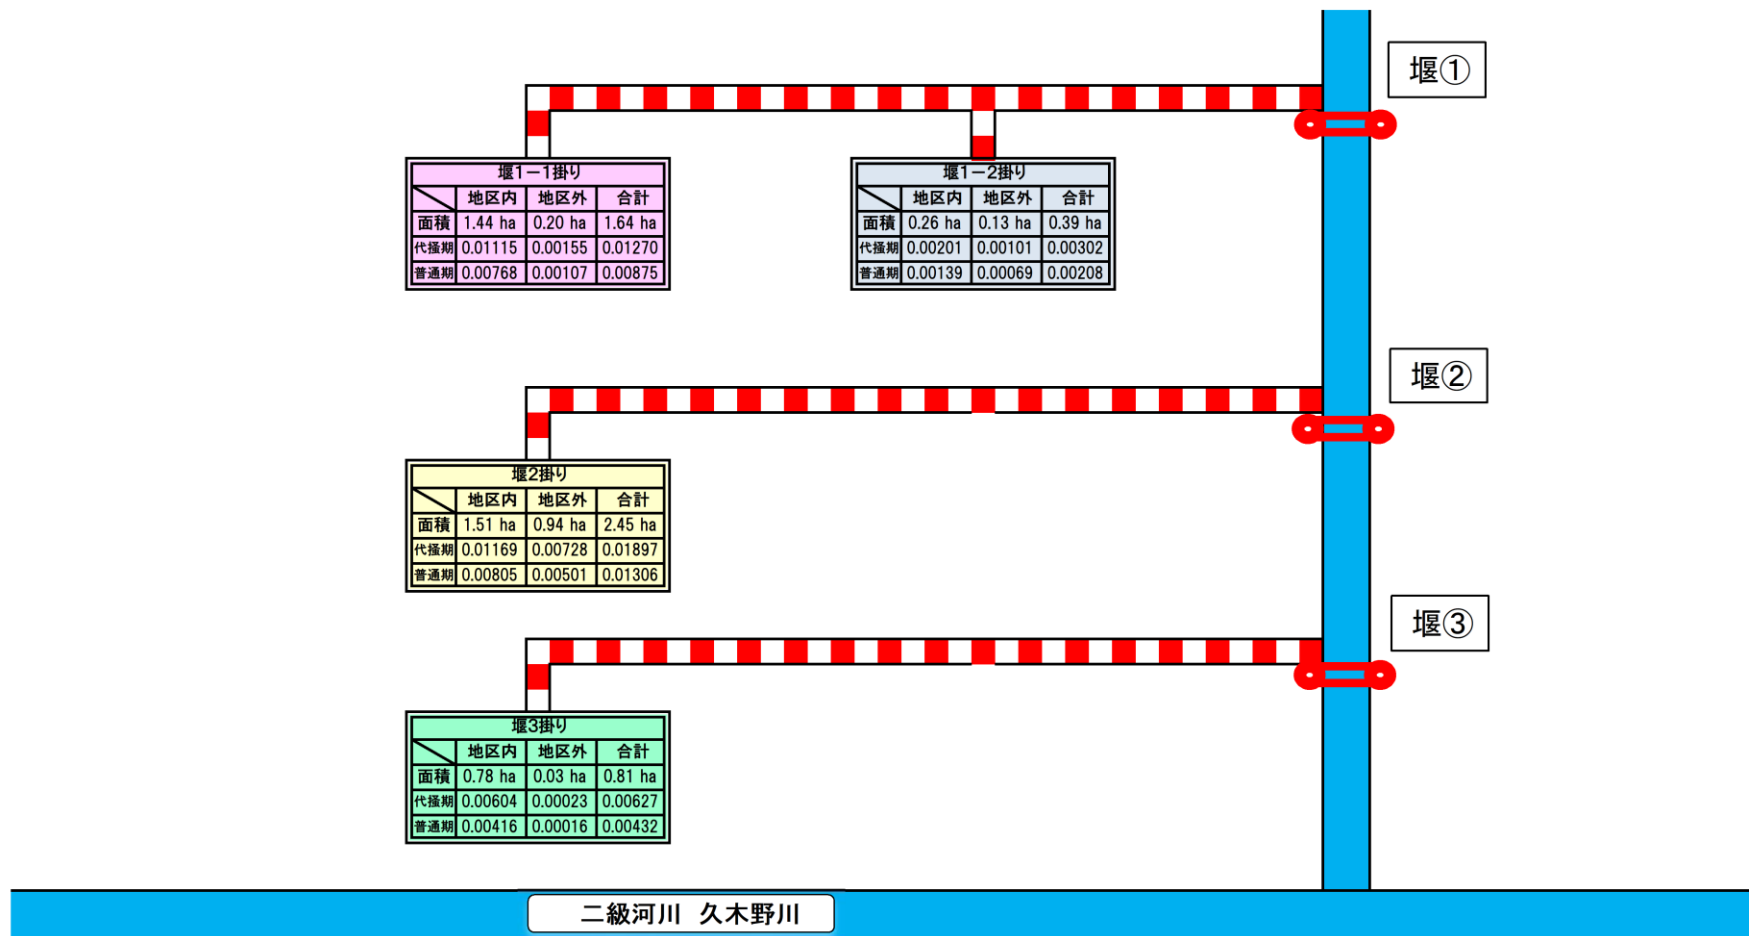 堰①
堰1－1掛り
地区内 地区外 合計
面積 1.44 ha 0.20 ha 1.64 ha
代掻期 0.01115 0.00155 0.01270
普通期 0.00768 0.00107 0.00875
堰1－2掛り
地区内 地区外 合計
面積 0.26 ha 0.13 ha 0.39 ha
代掻期 0.00201 0.00101 0.00302
普通期 0.00139 0.00069 0.00208
堰②
堰2掛り
地区内 地区外 合計
面積 1.51 ha 0.94 ha 2.45 ha
代掻期 0.01169 0.00728 0.01897
普通期 0.00805 0.00501 0.01306
堰③
堰3掛り
地区内 地区外 合計
面積 0.78 ha 0.03 ha 0.81 ha
代掻期 0.00604 0.00023 0.00627
普通期 0.00416 0.00016 0.00432
二級河川 久木野川